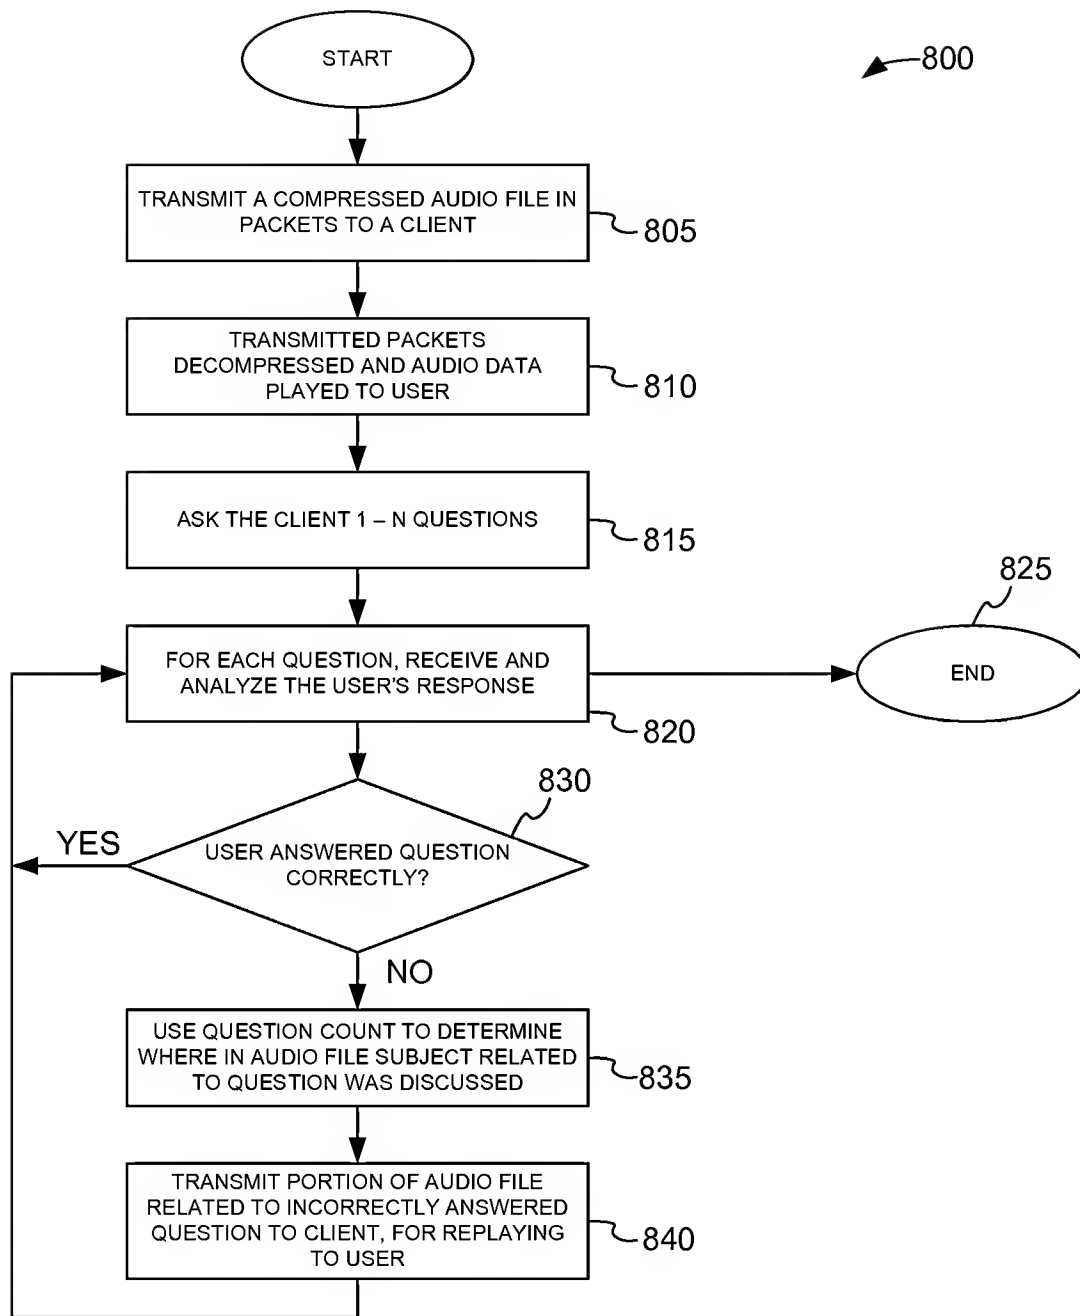 START
800
TRANSMIT A COMPRESSED AUDIO FILE IN
PACKETS TO A CLIENT
805
TRANSMITTED PACKETS
DECOMPRESSED AND AUDIO DATA
PLAYED TO USER
810
ASK THE CLIENT 1 – N QUESTIONS
815
825
FOR EACH QUESTION, RECEIVE AND
ANALYZE THE USER'S RESPONSE
END
820
830
YES
USER ANSWERED QUESTION
CORRECTLY?
NO
USE QUESTION COUNT TO DETERMINE
WHERE IN AUDIO FILE SUBJECT RELATED
TO QUESTION WAS DISCUSSED
835
TRANSMIT PORTION OF AUDIO FILE
RELATED TO INCORRECTLY ANSWERED
QUESTION TO CLIENT, FOR REPLAYING
TO USER
840